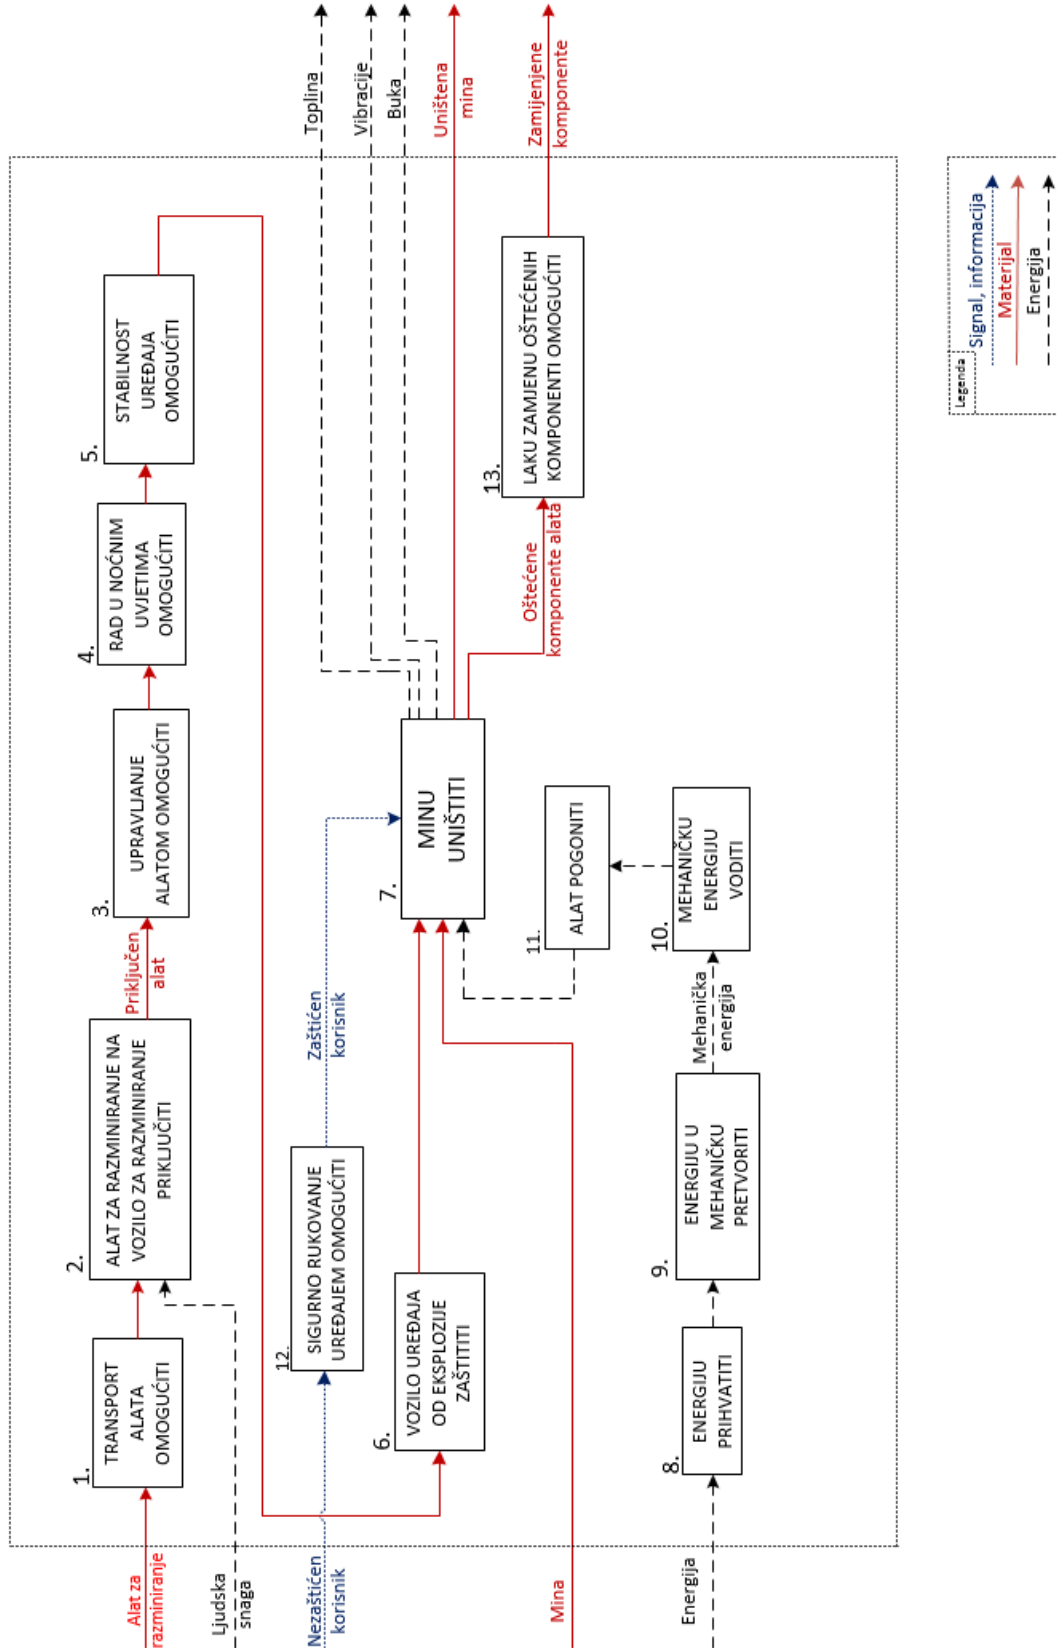 Alat za
razminiranje
Ljudska
snaga
Nezaštićen
korisnik
Mina
Energija
1.
TRANSPORT
ALATA
OMOGUĆITI
2.
ALAT ZA RAZMINIRANJE NA
VOZILO ZA RAZMINIRANJE
PRIKLJUČITI
Priključen
alat
3.
UPRAVLJANJE
ALATOM OMOGUĆITI
4.
RAD U NOĆNIM
UVJETIMA
OMOGUĆITI
5.
STABILNOST
UREĐAJA
OMOGUĆITI
12.
SIGURNO RUKOVANJE
UREĐAJEM OMOGUĆITI
Zaštićen
korisnik
6.
VOZILO UREĐAJA
OD EKSPLOZIJE
ZAŠTITITI
7.
MINU
UNIŠTITI
8.
ENERGIJU
PRIHVATITI
9.
ENERGIJU U
MEHANIČKU
PRETVORITI
Mehanička
energija
10.
MEHANIČKU
ENERGIJU
VODITI
11.
ALAT POGONITI
Oštećene
komponente alata
13.
LAKU ZAMJENU OŠTEĆENIH
KOMPONENTI OMOGUĆITI
Toplina
Vibracije
Buka
Uništena
mina
Zamijenjene
komponente
Legenda
Signal, informacija
Materijal
Energija